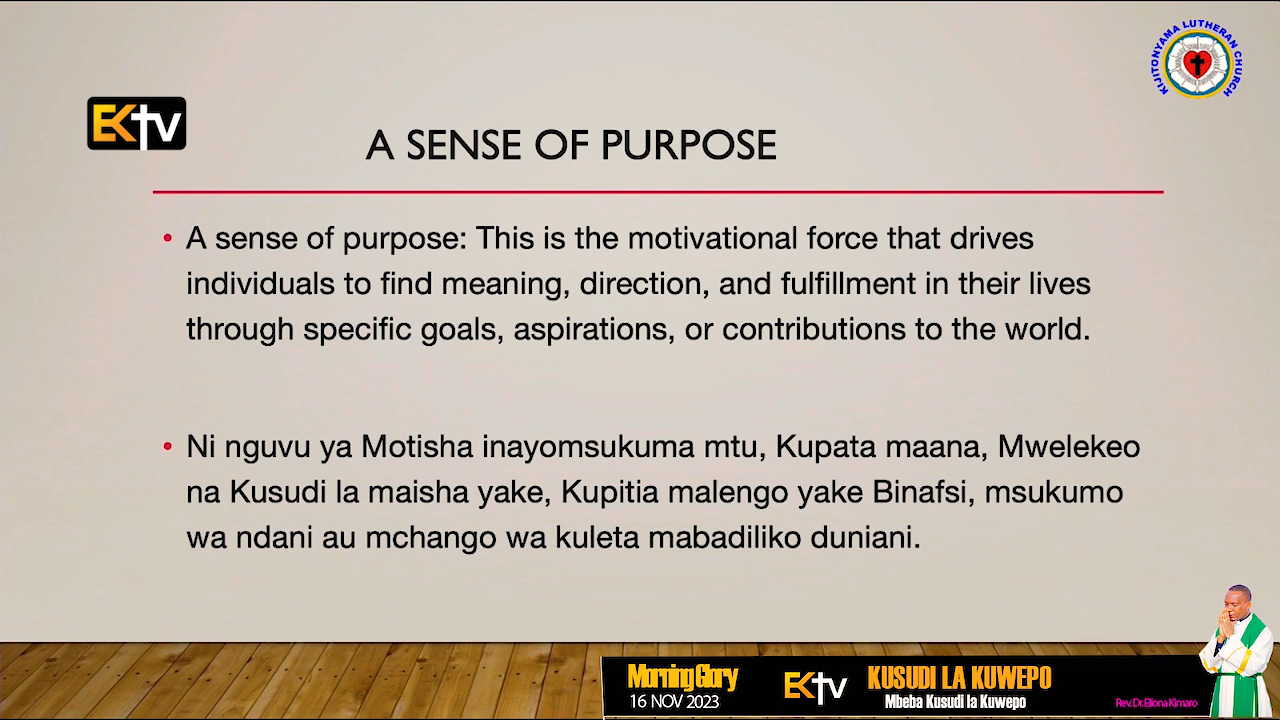 KIJITONYAMA LUTHERAN CHURCH
EKTV
A SENSE OF PURPOSE
• A sense of purpose: This is the motivational force that drives
individuals to find meaning, direction, and fulfillment in their lives
through specific goals, aspirations, or contributions to the world.
• Ni nguvu ya Motisha inayomsukuma mtu, Kupata maana, Mwelekeo
na Kusudi la maisha yake, Kupitia malengo yake Binafsi, msukumo
wa ndani au mchango wa kuleta mabadiliko duniani.
Morning Glory
16 NOV 2023
EKTV
KUSUDI LA KUWEPO
Mbeba Kusudi la Kuwepo
Rev. Dr. Eliona Kimaro